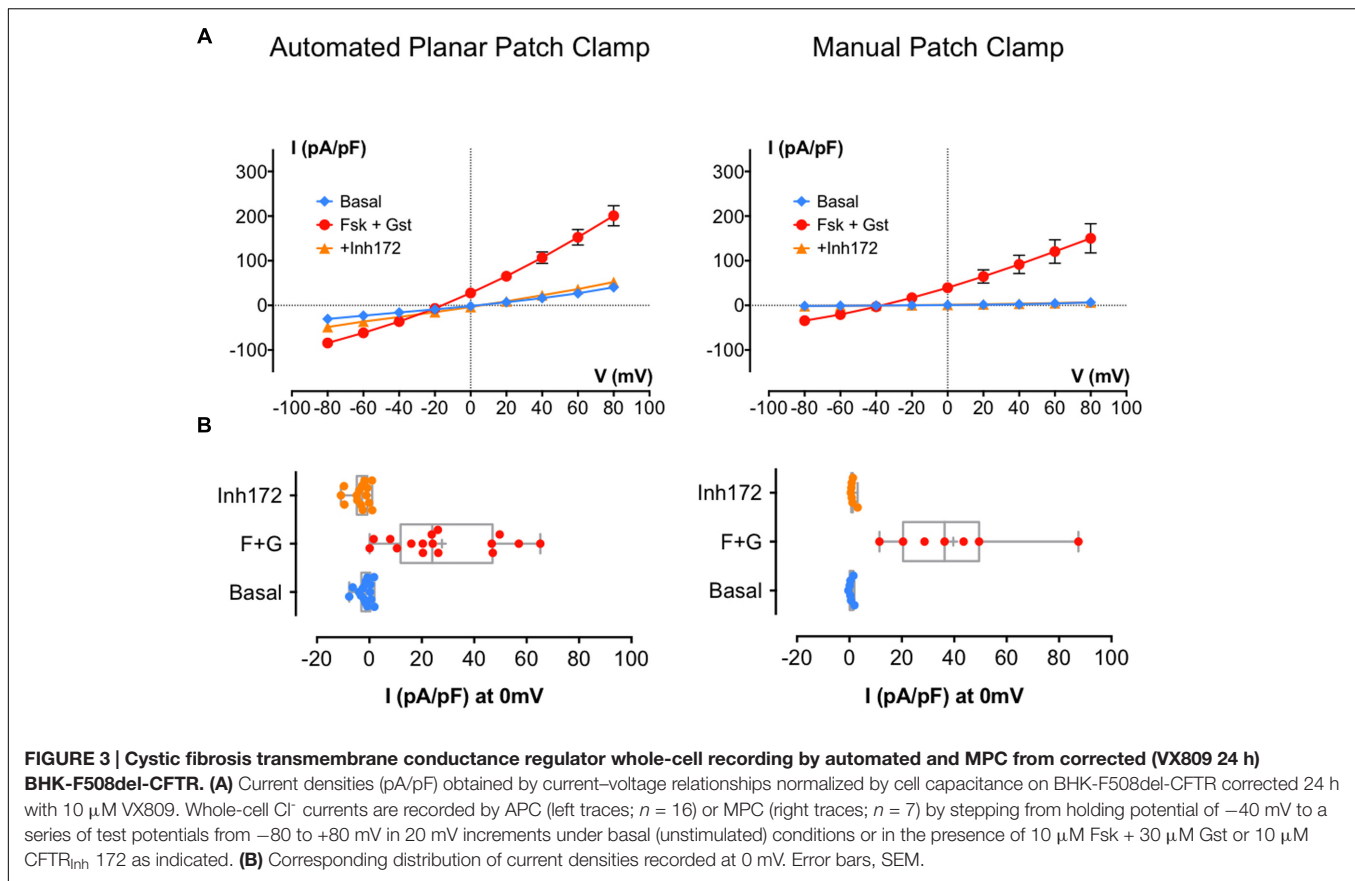 A
Automated Planar Patch Clamp
Manual Patch Clamp
I (pA/pF)
300
200
100
0
-100
Basal
Fsk + Gst
+Inh172
V (mV)
-100 -80 -60 -40 -20 0 20 40 60 80 100
I (pA/pF)
300
200
100
0
-100
Basal
Fsk + Gst
+Inh172
V (mV)
-100 -80 -60 -40 -20 0 20 40 60 80 100
B
Inh172
F+G
Basal
-20 0 20 40 60 80 100
I (pA/pF) at 0mV
Inh172
F+G
Basal
-20 0 20 40 60 80 100
I (pA/pF) at 0mV
FIGURE 3 | Cystic fibrosis transmembrane conductance regulator whole-cell recording by automated and MPC from corrected (VX809 24 h)
BHK-F508del-CFTR. (A) Current densities (pA/pF) obtained by current–voltage relationships normalized by cell capacitance on BHK-F508del-CFTR corrected 24 h
with 10 μM VX809. Whole-cell Cl⁻ currents are recorded by APC (left traces; n = 16) or MPC (right traces; n = 7) by stepping from holding potential of −40 mV to a
series of test potentials from −80 to +80 mV in 20 mV increments under basal (unstimulated) conditions or in the presence of 10 μM Fsk + 30 μM Gst or 10 μM
CFTRInh 172 as indicated. (B) Corresponding distribution of current densities recorded at 0 mV. Error bars, SEM.